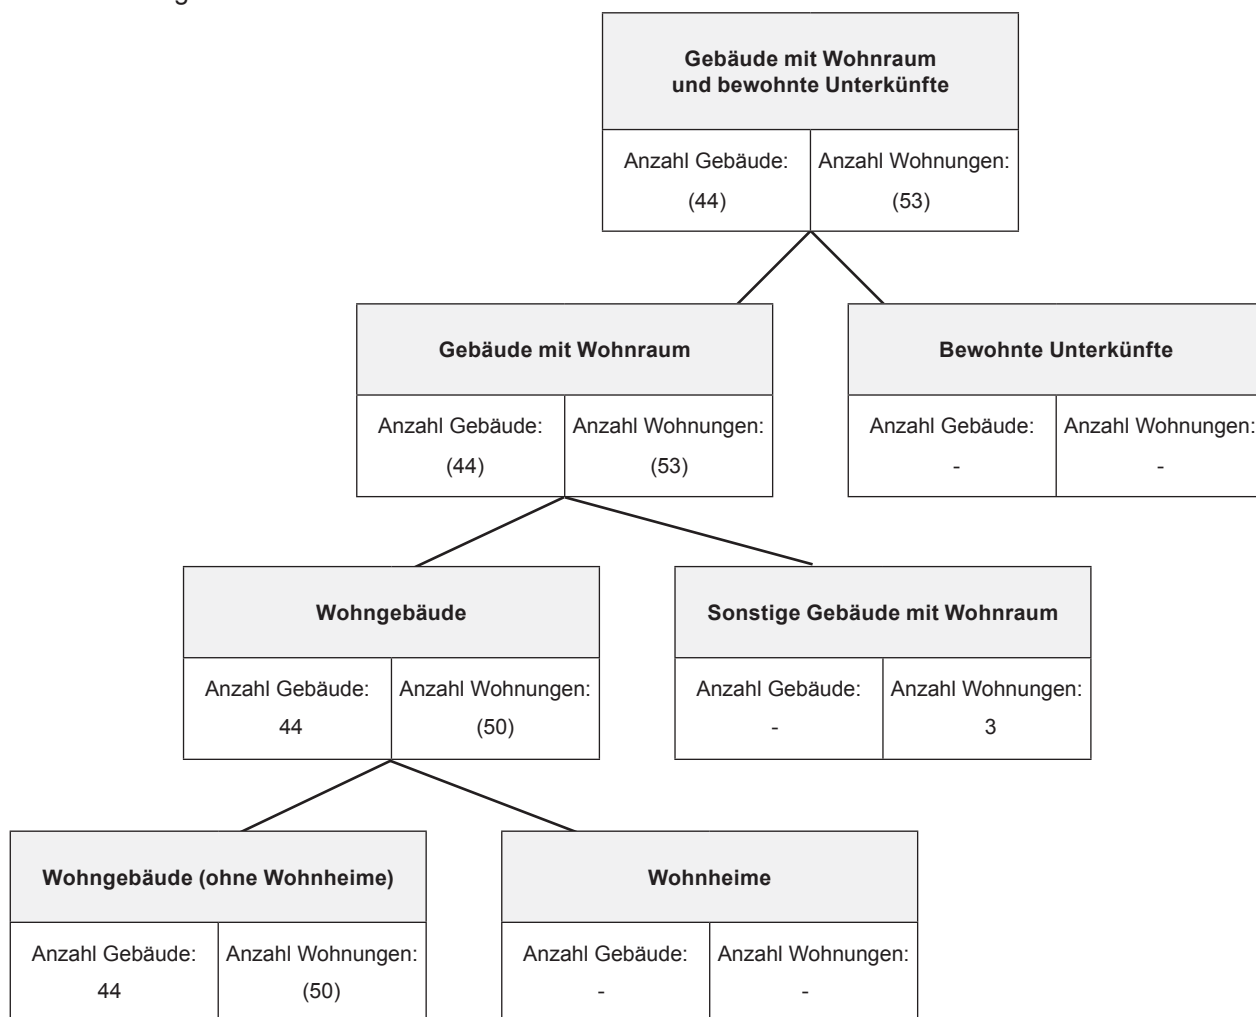 Gebäude mit Wohnraum
und bewohnte Unterkünfte
Anzahl Gebäude: Anzahl Wohnungen:
(44) (53)
Gebäude mit Wohnraum Bewohnte Unterkünfte
Anzahl Gebäude: Anzahl Wohnungen: Anzahl Gebäude: Anzahl Wohnungen:
(44) (53) - -
Wohngebäude Sonstige Gebäude mit Wohnraum
Anzahl Gebäude: Anzahl Wohnungen: Anzahl Gebäude: Anzahl Wohnungen:
44 (50) - 3
Wohngebäude (ohne Wohnheime) Wohnheime
Anzahl Gebäude: Anzahl Wohnungen: Anzahl Gebäude: Anzahl Wohnungen:
44 (50) - -